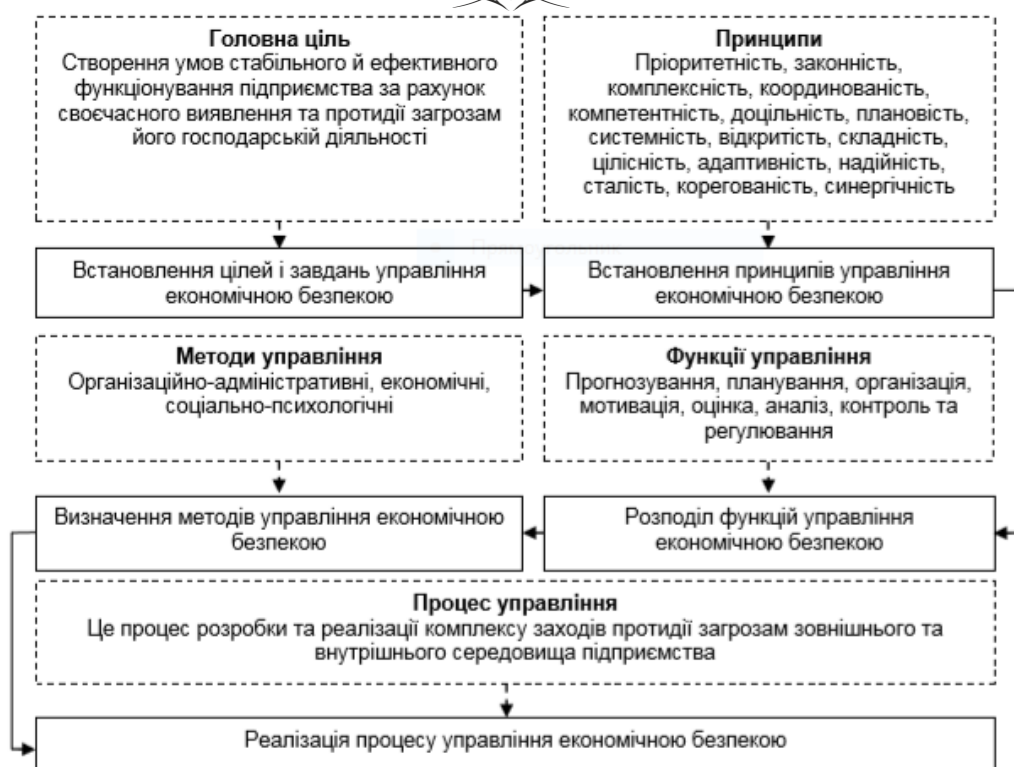 Головна ціль
Створення умов стабільного й ефективного
функціонування підприємства за рахунок
своєчасного виявлення та протидії загрозам
його господарській діяльності
Принципи
Пріоритетність, законність,
комплексність, координованість,
компетентність, доцільність, плановість,
системність, відкритість, складність,
цілісність, адаптивність, надійність,
сталість, корегованість, синергічність
Встановлення цілей і завдань управління
економічною безпекою
Встановлення принципів управління
економічною безпекою
Методи управління
Організаційно-адміністративні, економічні,
соціально-психологічні
Функції управління
Прогнозування, планування, організація,
мотивація, оцінка, аналіз, контроль та
регулювання
Визначення методів управління економічною
безпекою
Розподіл функцій управління
економічною безпекою
Процес управління
Це процес розробки та реалізації комплексу заходів протидії загрозам зовнішнього та
внутрішнього середовища підприємства
Реалізація процесу управління економічною безпекою